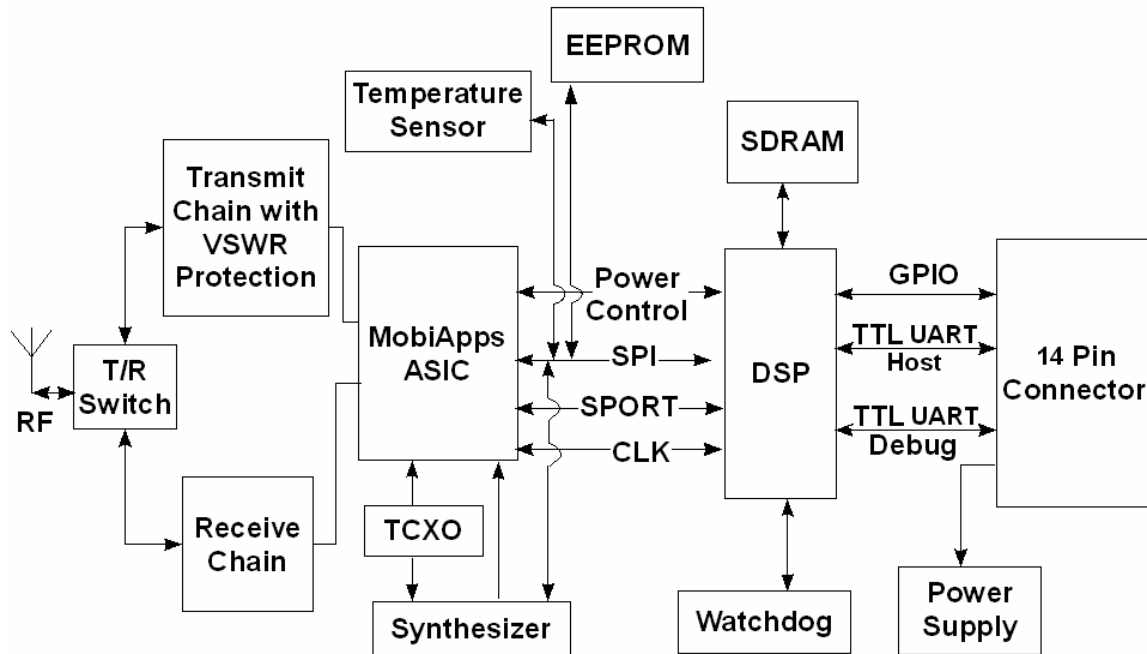 EEPROM
Temperature
Sensor
SDRAM
Transmit
Chain with
VSWR
Protection
Power
Control
GPIO
MobiApps
ASIC
TTL UART
Host
SPI
DSP
14 Pin
Connector
T/R
Switch
RF
SPORT
TTL UART
Debug
CLK
Receive
Chain
TCXO
Synthesizer
Watchdog
Power
Supply